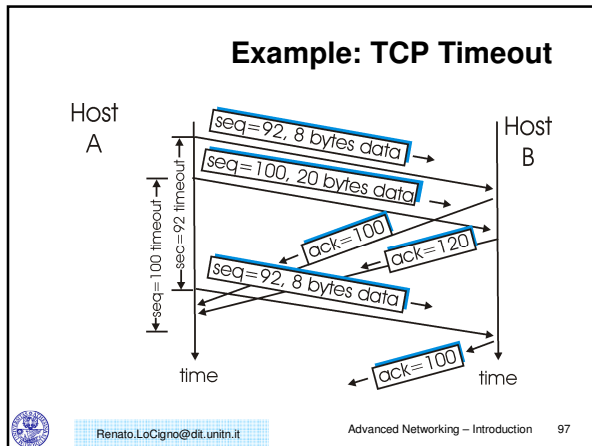 Example: TCP Timeout
Host
A
Host
B
seq=92, 8 bytes data
seq=100, 20 bytes data
seq=100 timeout
sec=92 timeout
ack=100
ack=120
seq=92, 8 bytes data
ack=100
time
time
Renato.LoCigno@dit.unitn.it
Advanced Networking – Introduction 97